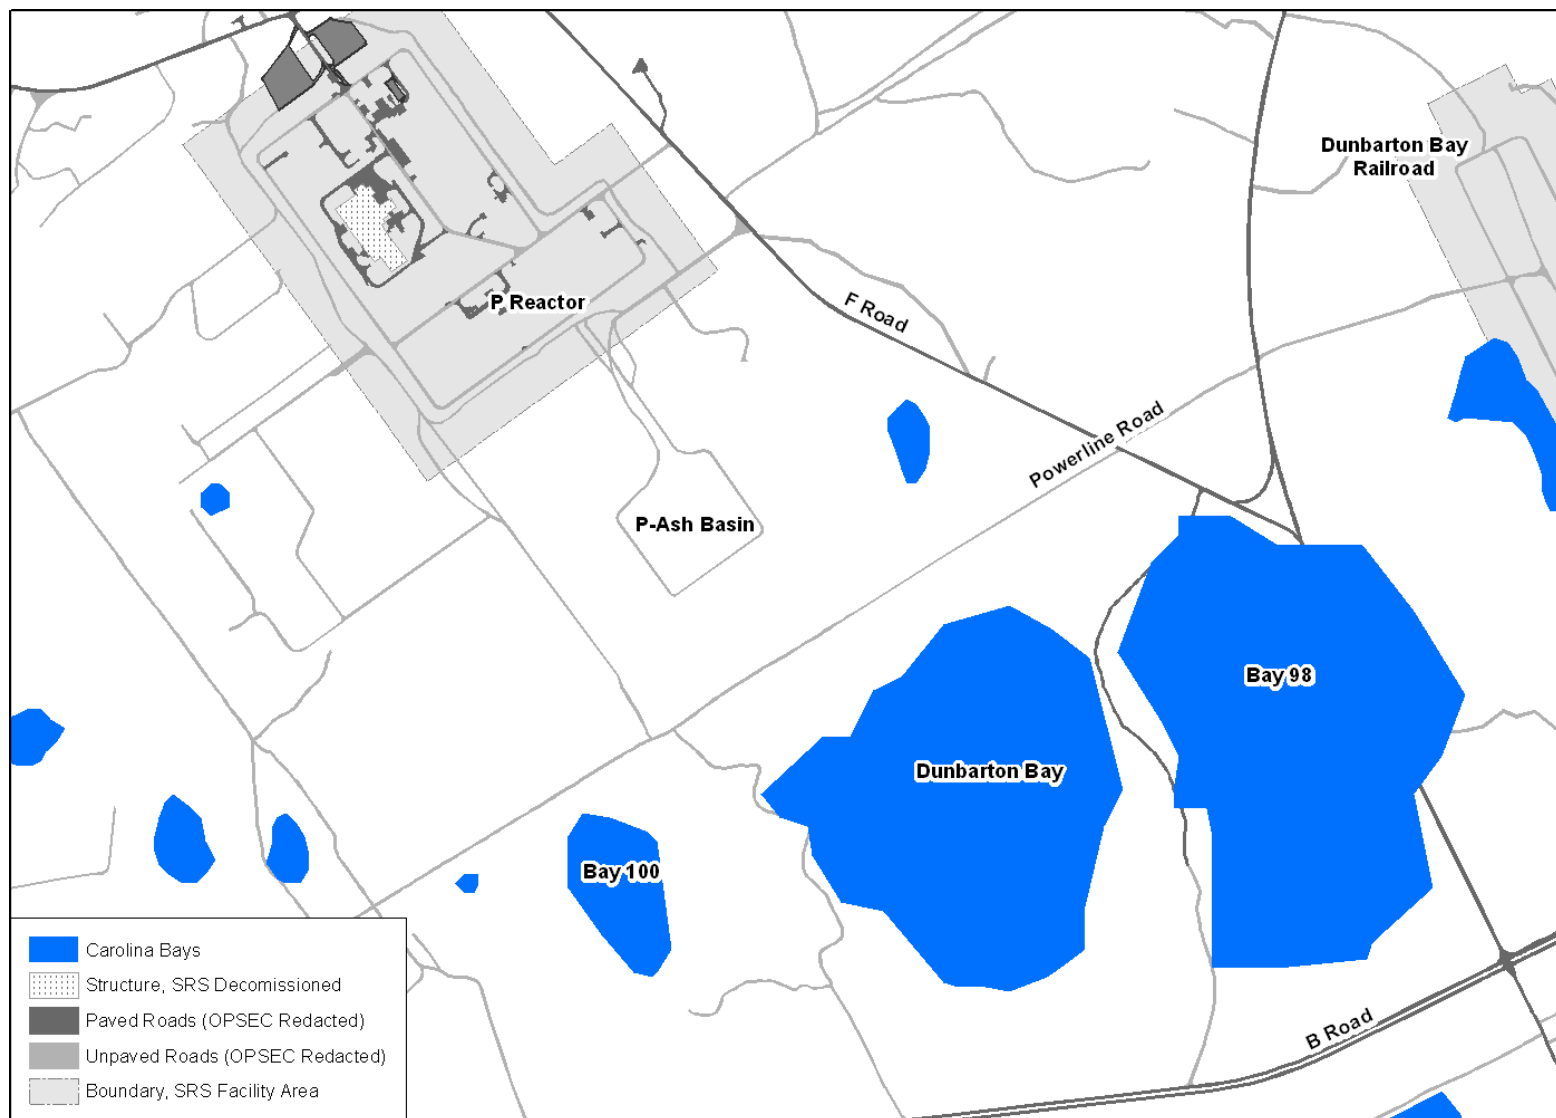 Dunbarton Bay
Railroad
P Reactor
F Road
Powerline Road
P-Ash Basin
Bay 98
Dunbarton Bay
Bay 100
B Road
Carolina Bays
Structure, SRS Decomissioned
Paved Roads (OPSEC Redacted)
Unpaved Roads (OPSEC Redacted)
Boundary, SRS Facility Area